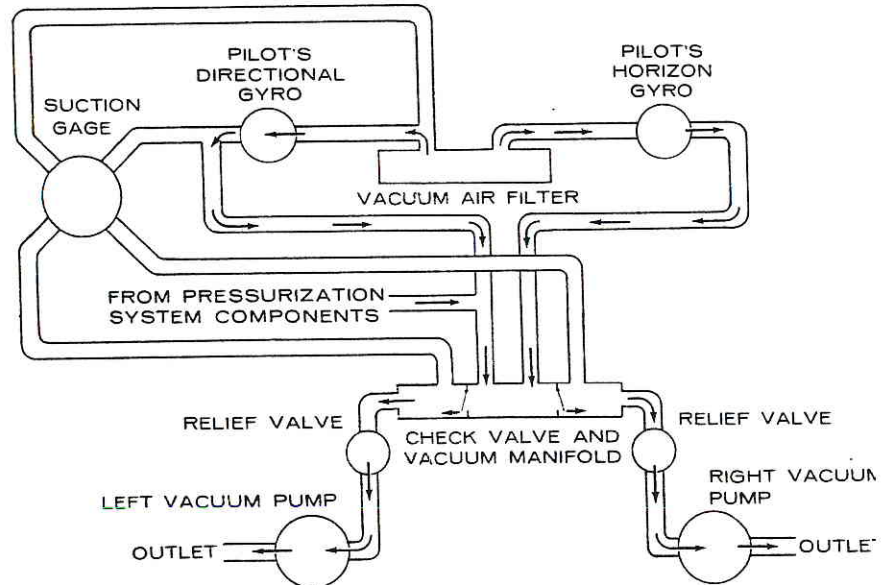 PILOT'S
DIRECTIONAL
GYRO
PILOT'S
HORIZON
GYRO
SUCTION
GAGE
VACUUM AIR FILTER
FROM PRESSURIZATION
SYSTEM COMPONENTS
RELIEF VALVE
CHECK VALVE AND
VACUUM MANIFOLD
RELIEF VALVE
LEFT VACUUM PUMP
RIGHT VACUUM
PUMP
OUTLET
OUTLET